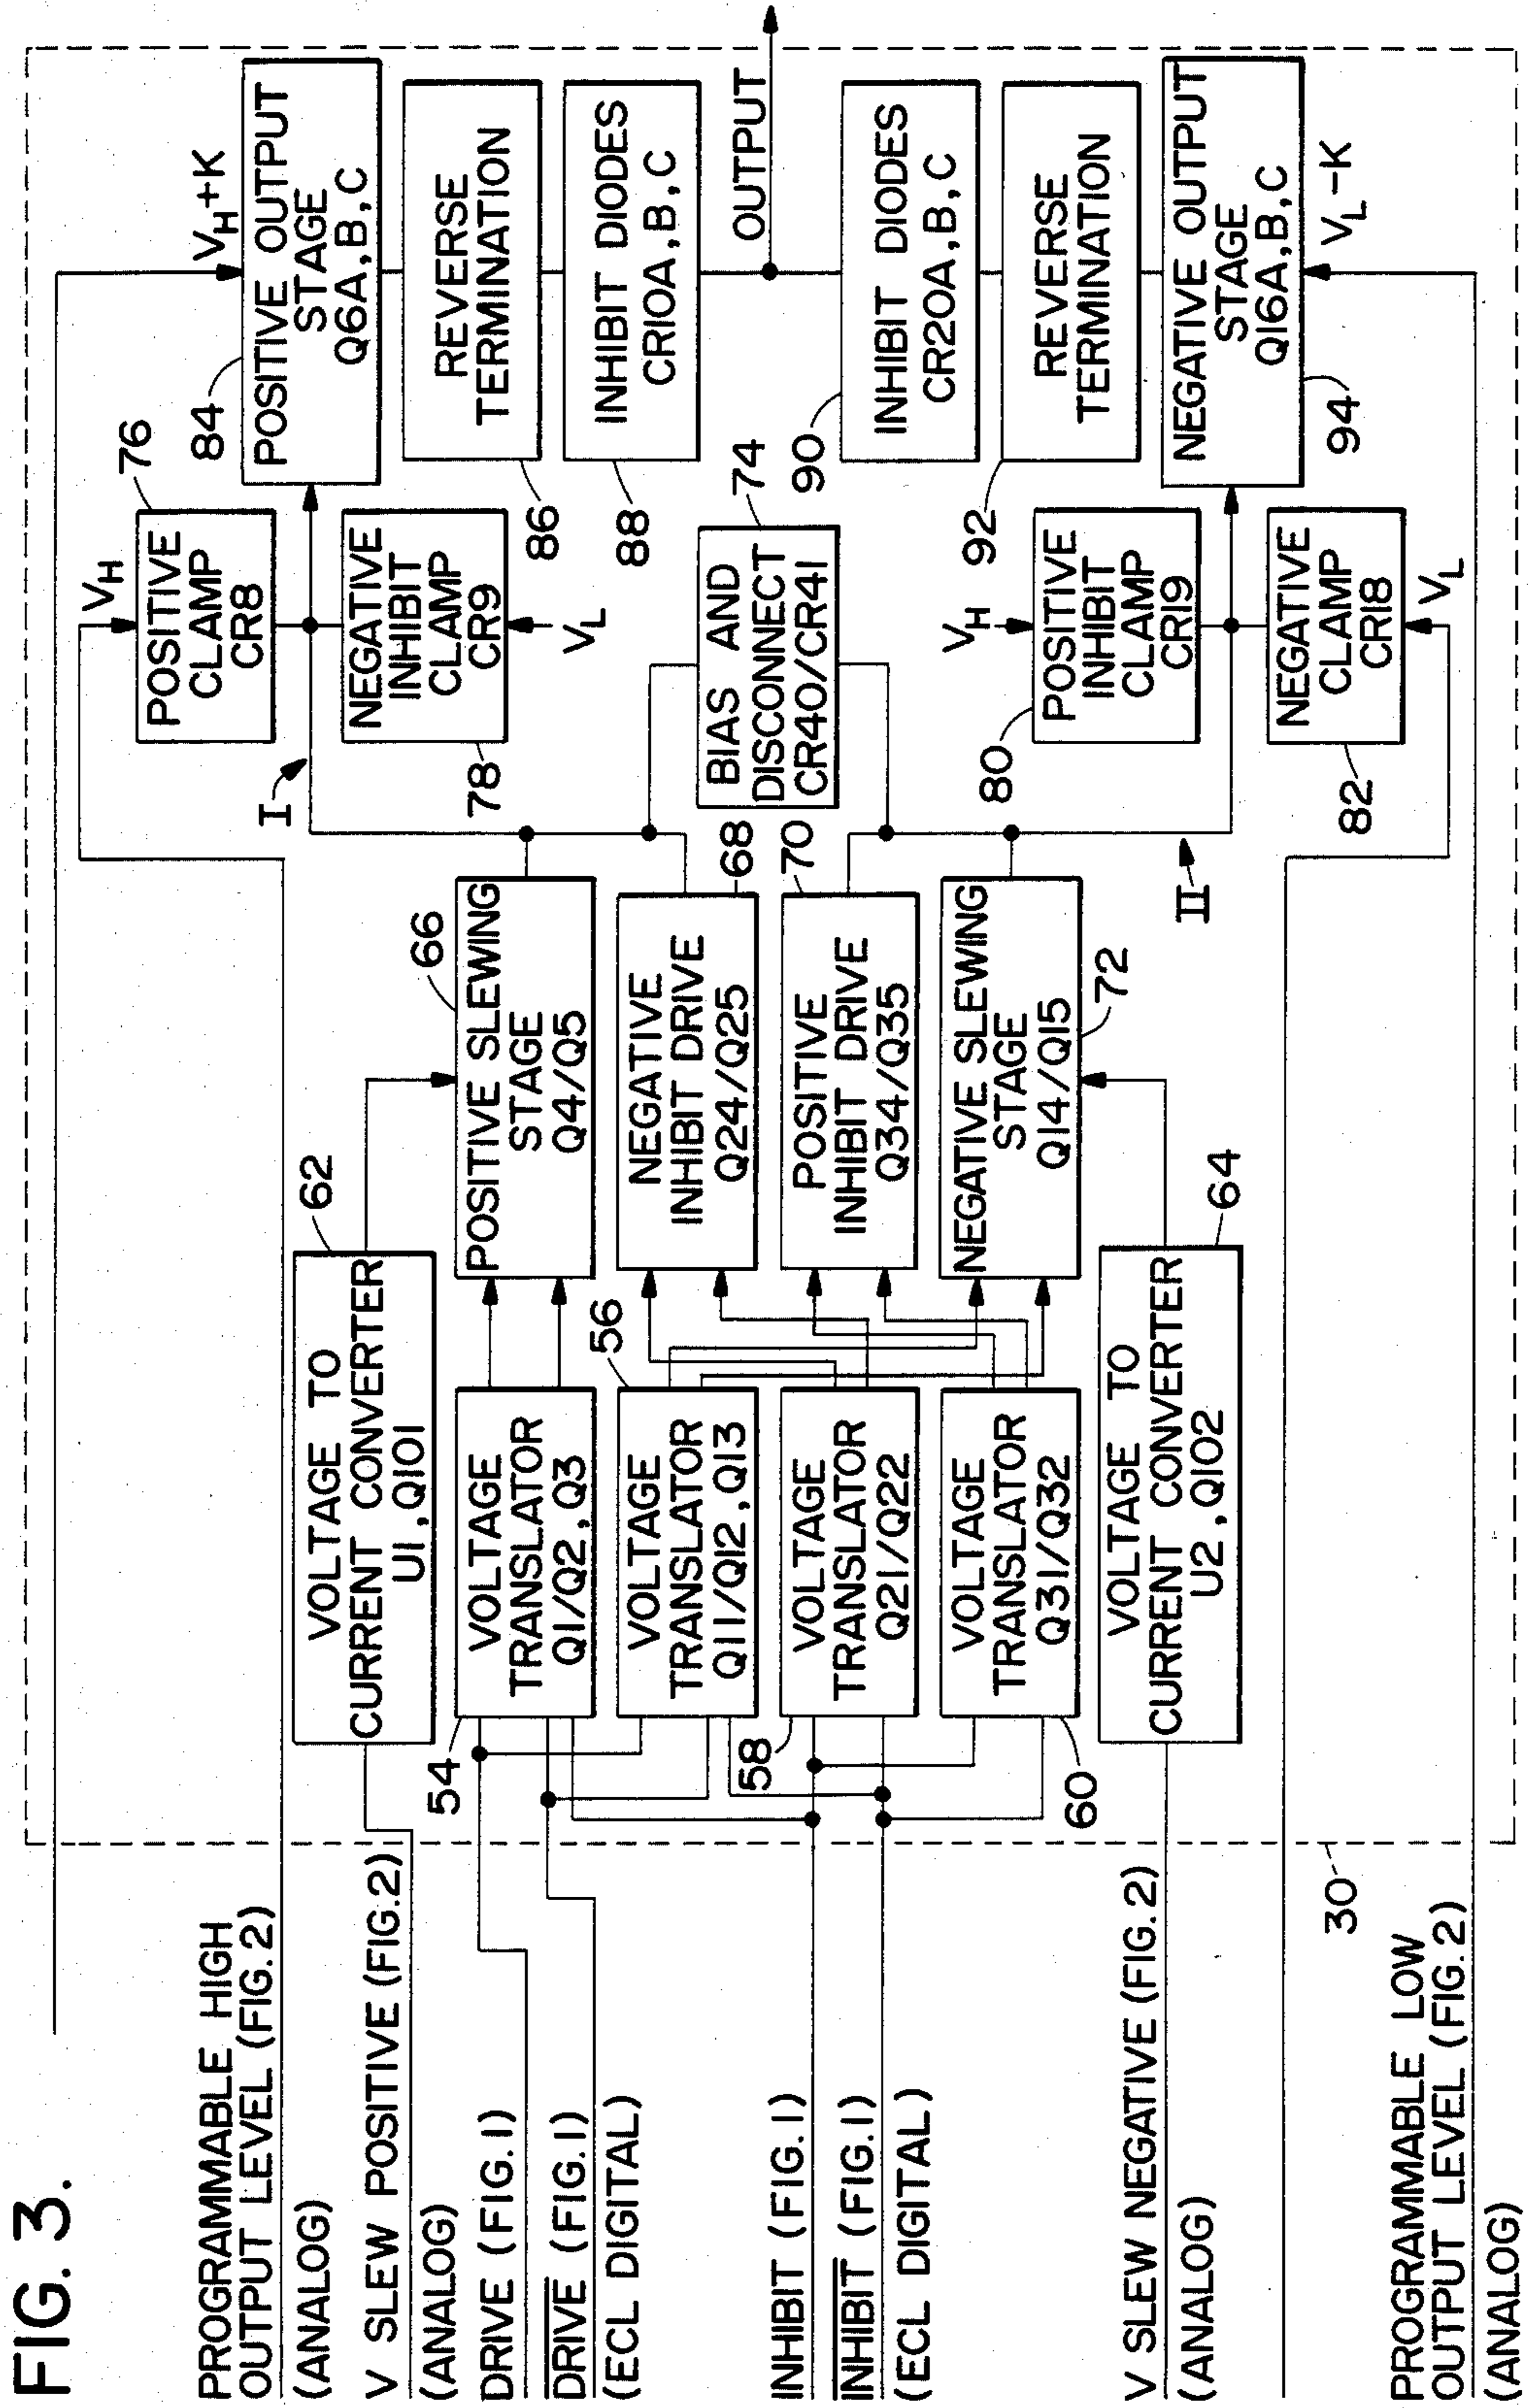 FIG. 3.
PROGRAMMABLE HIGH
OUTPUT LEVEL (FIG. 2)
(ANALOG)
V SLEW POSITIVE (FIG. 2)
(ANALOG)
DRIVE (FIG. 1)
DRIVE (FIG. 1)
(ECL DIGITAL)
INHIBIT (FIG. 1)
INHIBIT (FIG. 1)
(ECL DIGITAL)
V SLEW NEGATIVE (FIG. 2)
(ANALOG)
PROGRAMMABLE LOW
OUTPUT LEVEL (FIG. 2)
(ANALOG)
30
62
VOLTAGE TO
CURRENT CONVERTER
U1, Q101
54
VOLTAGE
TRANSLATOR
Q1/Q2, Q3
56
VOLTAGE
TRANSLATOR
Q11/Q12, Q13
58
VOLTAGE
TRANSLATOR
Q21/Q22
60
VOLTAGE
TRANSLATOR
Q31/Q32
64
VOLTAGE TO
CURRENT CONVERTER
U2, Q102
66
POSITIVE SLEWING
STAGE
Q4/Q5
68
NEGATIVE
INHIBIT DRIVE
Q24/Q25
70
POSITIVE
INHIBIT DRIVE
Q34/Q35
72
NEGATIVE SLEWING
STAGE
Q14/Q15
I
II
VH
76
POSITIVE
CLAMP
CR8
78
NEGATIVE
INHIBIT
CLAMP
CR9
VL
74
BIAS AND
DISCONNECT
CR40/CR41
VH
80
POSITIVE
INHIBIT
CLAMP
CR19
82
NEGATIVE
CLAMP
CR18
VL
VH+K
84
POSITIVE OUTPUT
STAGE
Q6A,B,C
86
REVERSE
TERMINATION
88
INHIBIT DIODES
CR10A,B,C
OUTPUT
90
INHIBIT DIODES
CR20A,B,C
92
REVERSE
TERMINATION
94
NEGATIVE OUTPUT
STAGE
Q16A,B,C
VL-K